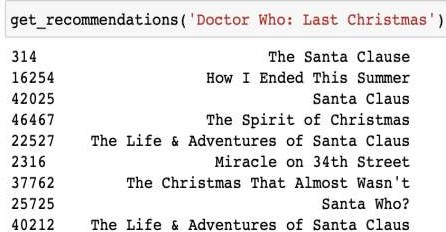 get_recommendations('Doctor Who: Last Christmas')
314 The Santa Clause
16254 How I Ended This Summer
42025 Santa Claus
46467 The Spirit of Christmas
22527 The Life & Adventures of Santa Claus
2316 Miracle on 34th Street
37762 The Christmas That Almost Wasn't
25725 Santa Who?
40212 The Life & Adventures of Santa Claus